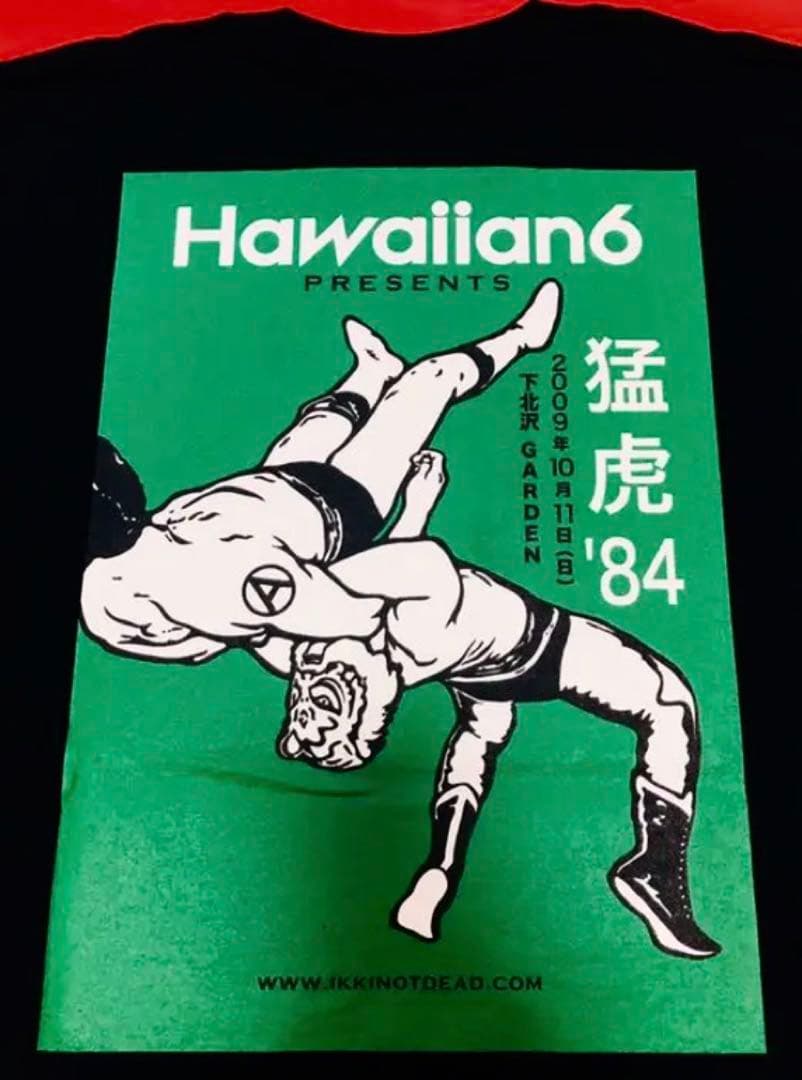 Hawaiian6
PRESENTS
猛虎'84
2009年10月11日(日)
下北沢 GARDEN
A
WWW.IKKINOTDEAD.COM